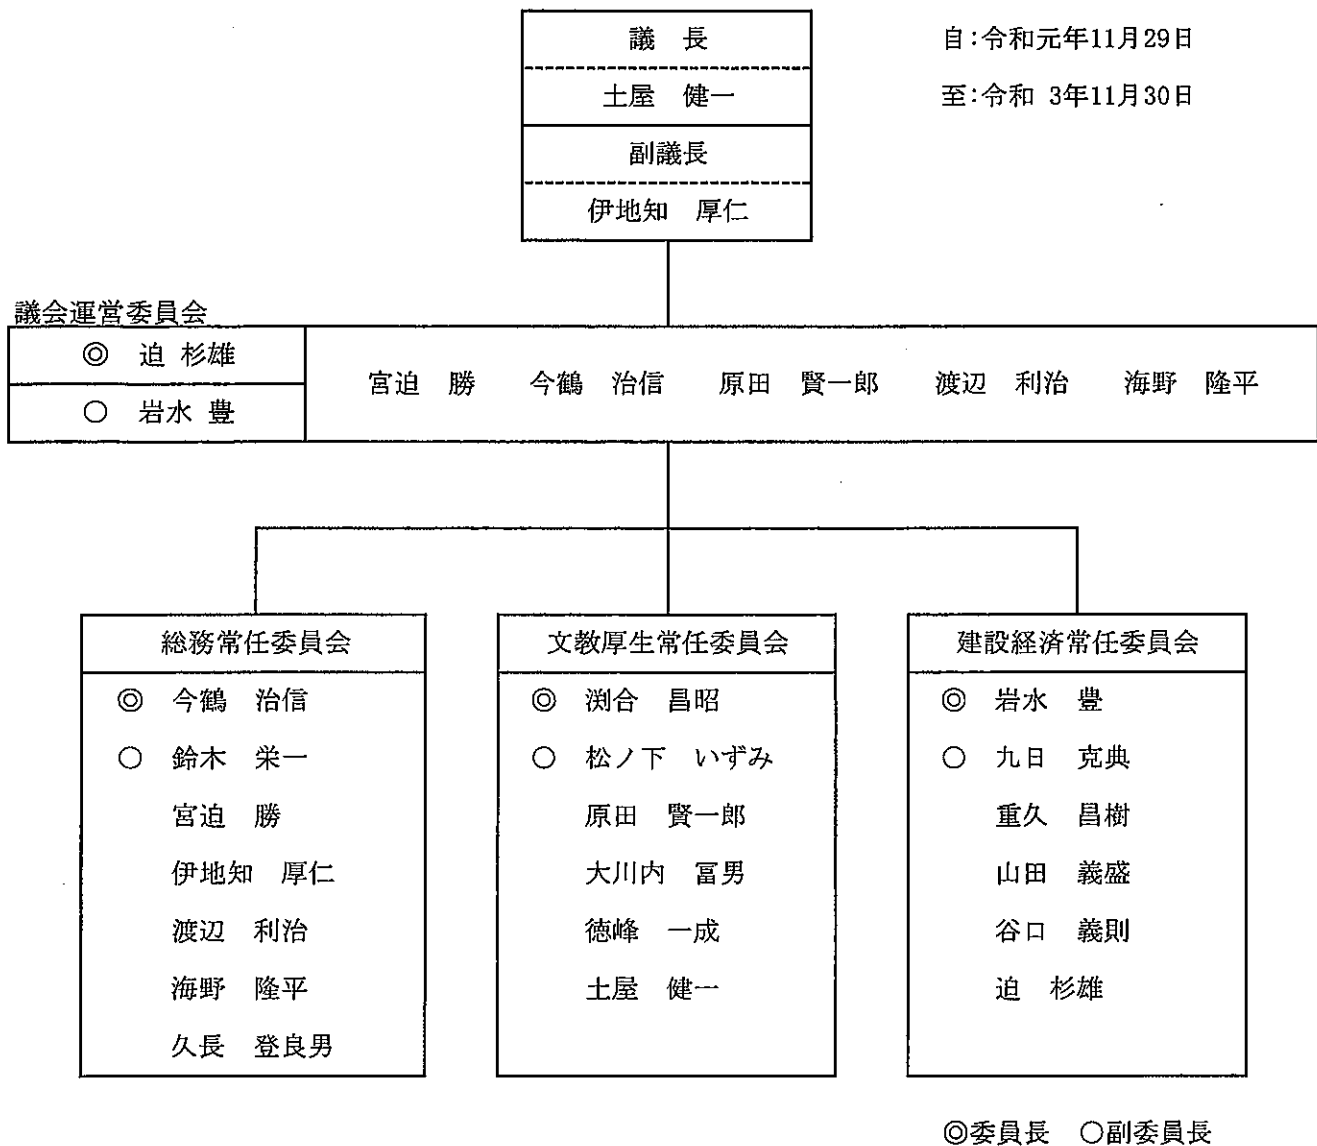 議　長
土屋　健一
副議長
伊地知　厚仁
自:令和元年11月29日
至:令和 3年11月30日
議会運営委員会
◎　迫 杉雄
○　岩水 豊
宮迫　勝　　今鶴　治信　　原田　賢一郎　　渡辺　利治　　海野　隆平
総務常任委員会
◎　今鶴　治信
○　鈴木　栄一
宮迫　勝
伊地知　厚仁
渡辺　利治
海野　隆平
久長　登良男
文教厚生常任委員会
◎　渕合　昌昭
○　松ノ下　いずみ
原田　賢一郎
大川内　冨男
徳峰　一成
土屋　健一
建設経済常任委員会
◎　岩水　豊
○　九日　克典
重久　昌樹
山田　義盛
谷口　義則
迫　杉雄
◎委員長　○副委員長